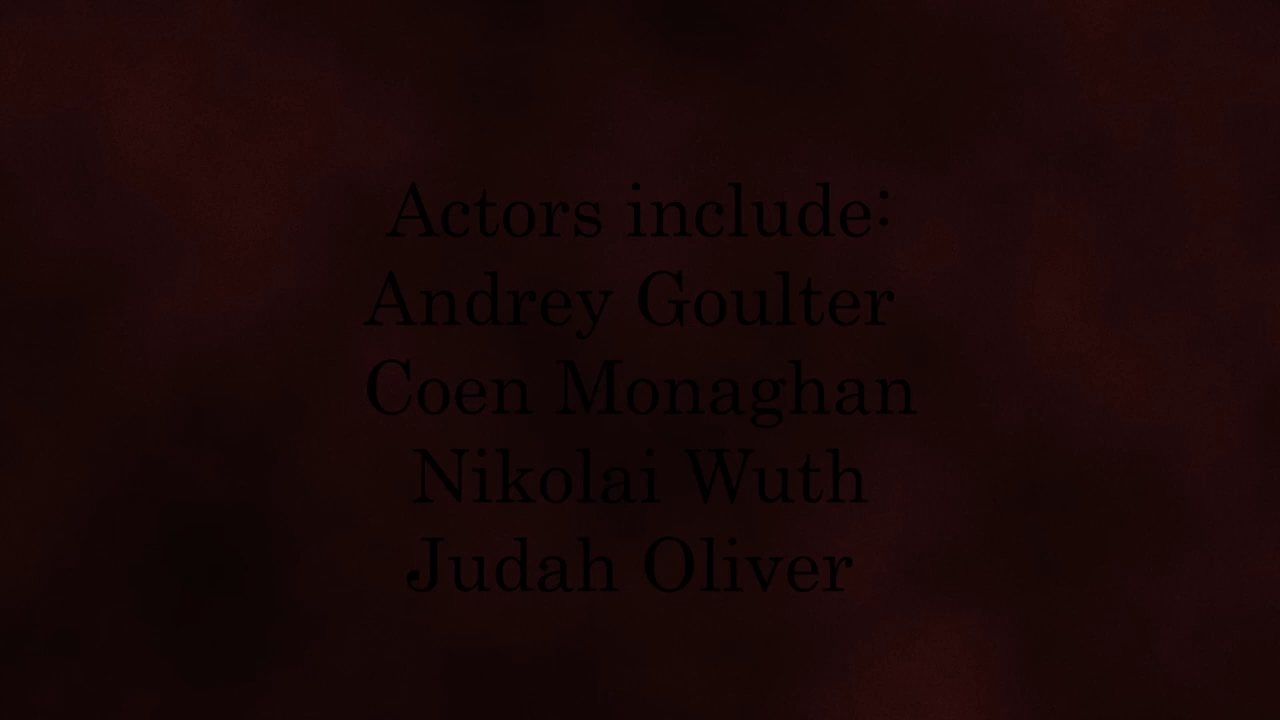 Actors include:
Andrey Goulter
Coen Monaghan
Nikolai Wuth
Judah Oliver